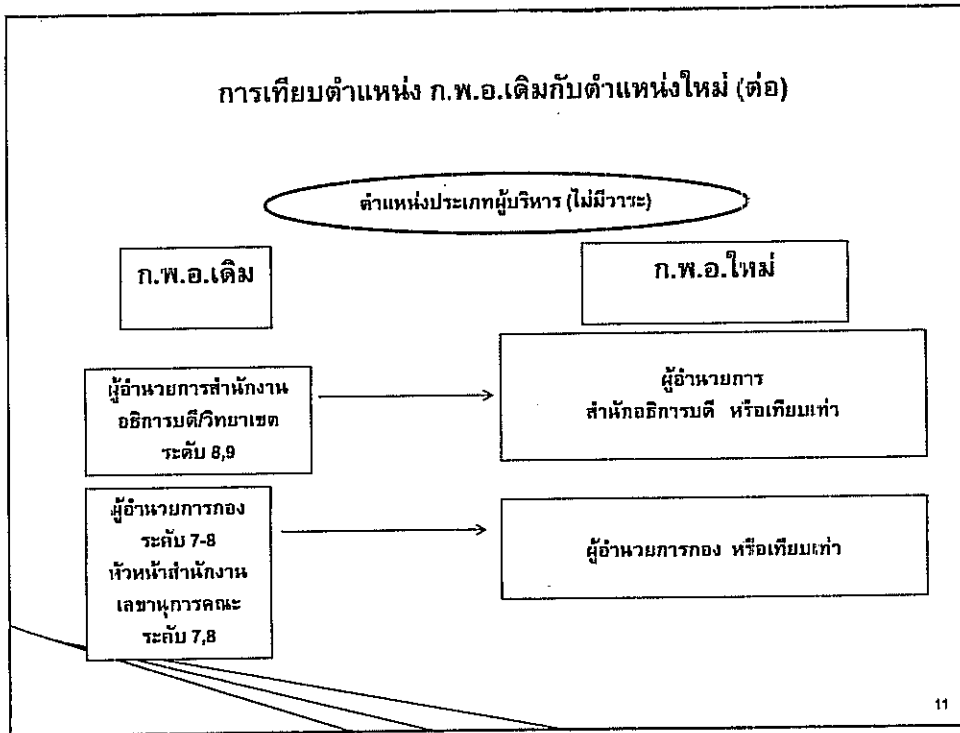 การเทียบตำแหน่ง ก.พ.อ.เดิมกับตำแหน่งใหม่ (ต่อ)
ตำแหน่งประเภทผู้บริหาร (ไม่มีวาระ)
ก.พ.อ.เดิม
ก.พ.อ.ใหม่
ผู้อำนวยการสำนักงาน
อธิการบดี/วิทยาเขต
ระดับ 8,9
ผู้อำนวยการ
สำนักอธิการบดี หรือเทียบเท่า
ผู้อำนวยการกอง
ระดับ 7-8
หัวหน้าสำนักงาน
เลขานุการคณะ
ระดับ 7,8
ผู้อำนวยการกอง หรือเทียบเท่า
11